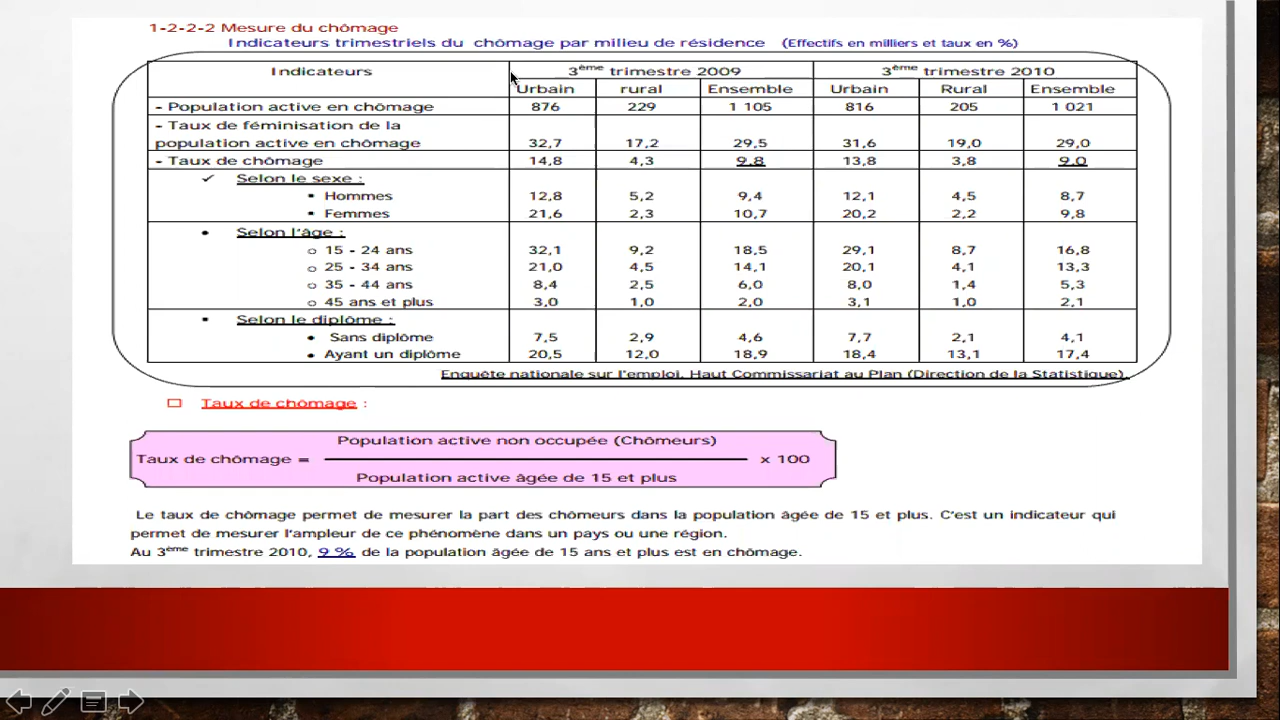 1-2-2-2 Mesure du chômage
Indicateurs trimestriels du chômage par milieu de résidence (Effectifs en milliers et taux en %)
Indicateurs 3ème trimestre 2009 3ème trimestre 2010
Urbain rural Ensemble Urbain Rural Ensemble
- Population active en chômage 876 229 1 105 816 205 1 021
- Taux de féminisation de la
population active en chômage 32,7 17,2 29,5 31,6 19,0 29,0
- Taux de chômage 14,8 4,3 9,8 13,8 3,8 9,0
✓ Selon le sexe :
▪ Hommes 12,8 5,2 9,4 12,1 4,5 8,7
▪ Femmes 21,6 2,3 10,7 20,2 2,2 9,8
• Selon l'âge :
o 15 - 24 ans 32,1 9,2 18,5 29,1 8,7 16,8
o 25 - 34 ans 21,0 4,5 14,1 20,1 4,1 13,3
o 35 - 44 ans 8,4 2,5 6,0 8,0 1,4 5,3
o 45 ans et plus 3,0 1,0 2,0 3,1 1,0 2,1
▪ Selon le diplôme :
• Sans diplôme 7,5 2,9 4,6 7,7 2,1 4,1
• Ayant un diplôme 20,5 12,0 18,9 18,4 13,1 17,4
Enquête nationale sur l'emploi, Haut Commissariat au Plan (Direction de la Statistique)
Taux de chômage :
Population active non occupée (Chômeurs)
Taux de chômage = x 100
Population active âgée de 15 et plus
Le taux de chômage permet de mesurer la part des chômeurs dans la population âgée de 15 et plus. C'est un indicateur qui
permet de mesurer l'ampleur de ce phénomène dans un pays ou une région.
Au 3ème trimestre 2010, 9 % de la population âgée de 15 ans et plus est en chômage.